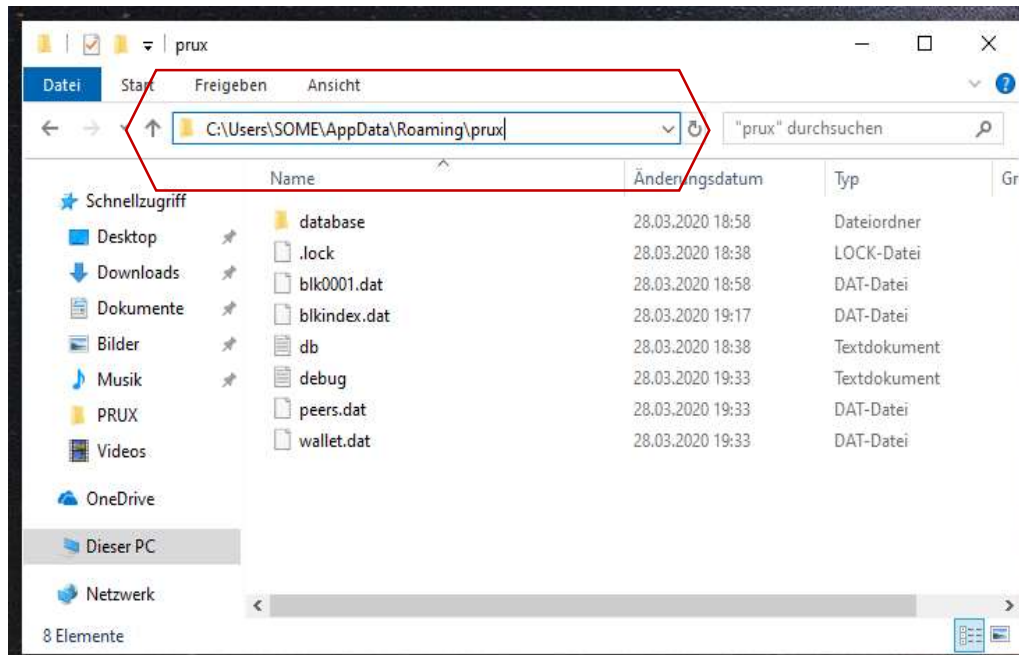 prux
Datei Start Freigeben Ansicht
C:\Users\SOME\AppData\Roaming\prux "prux" durchsuchen
Name Änderungsdatum Typ Gr
Schnellzugriff
Desktop
Downloads
Dokumente
Bilder
Musik
PRUX
Videos
OneDrive
Dieser PC
Netzwerk
database 28.03.2020 18:58 Dateiordner
.lock 28.03.2020 18:38 LOCK-Datei
blk0001.dat 28.03.2020 18:58 DAT-Datei
blkindex.dat 28.03.2020 19:17 DAT-Datei
db 28.03.2020 18:38 Textdokument
debug 28.03.2020 19:33 Textdokument
peers.dat 28.03.2020 19:33 DAT-Datei
wallet.dat 28.03.2020 19:33 DAT-Datei
8 Elemente